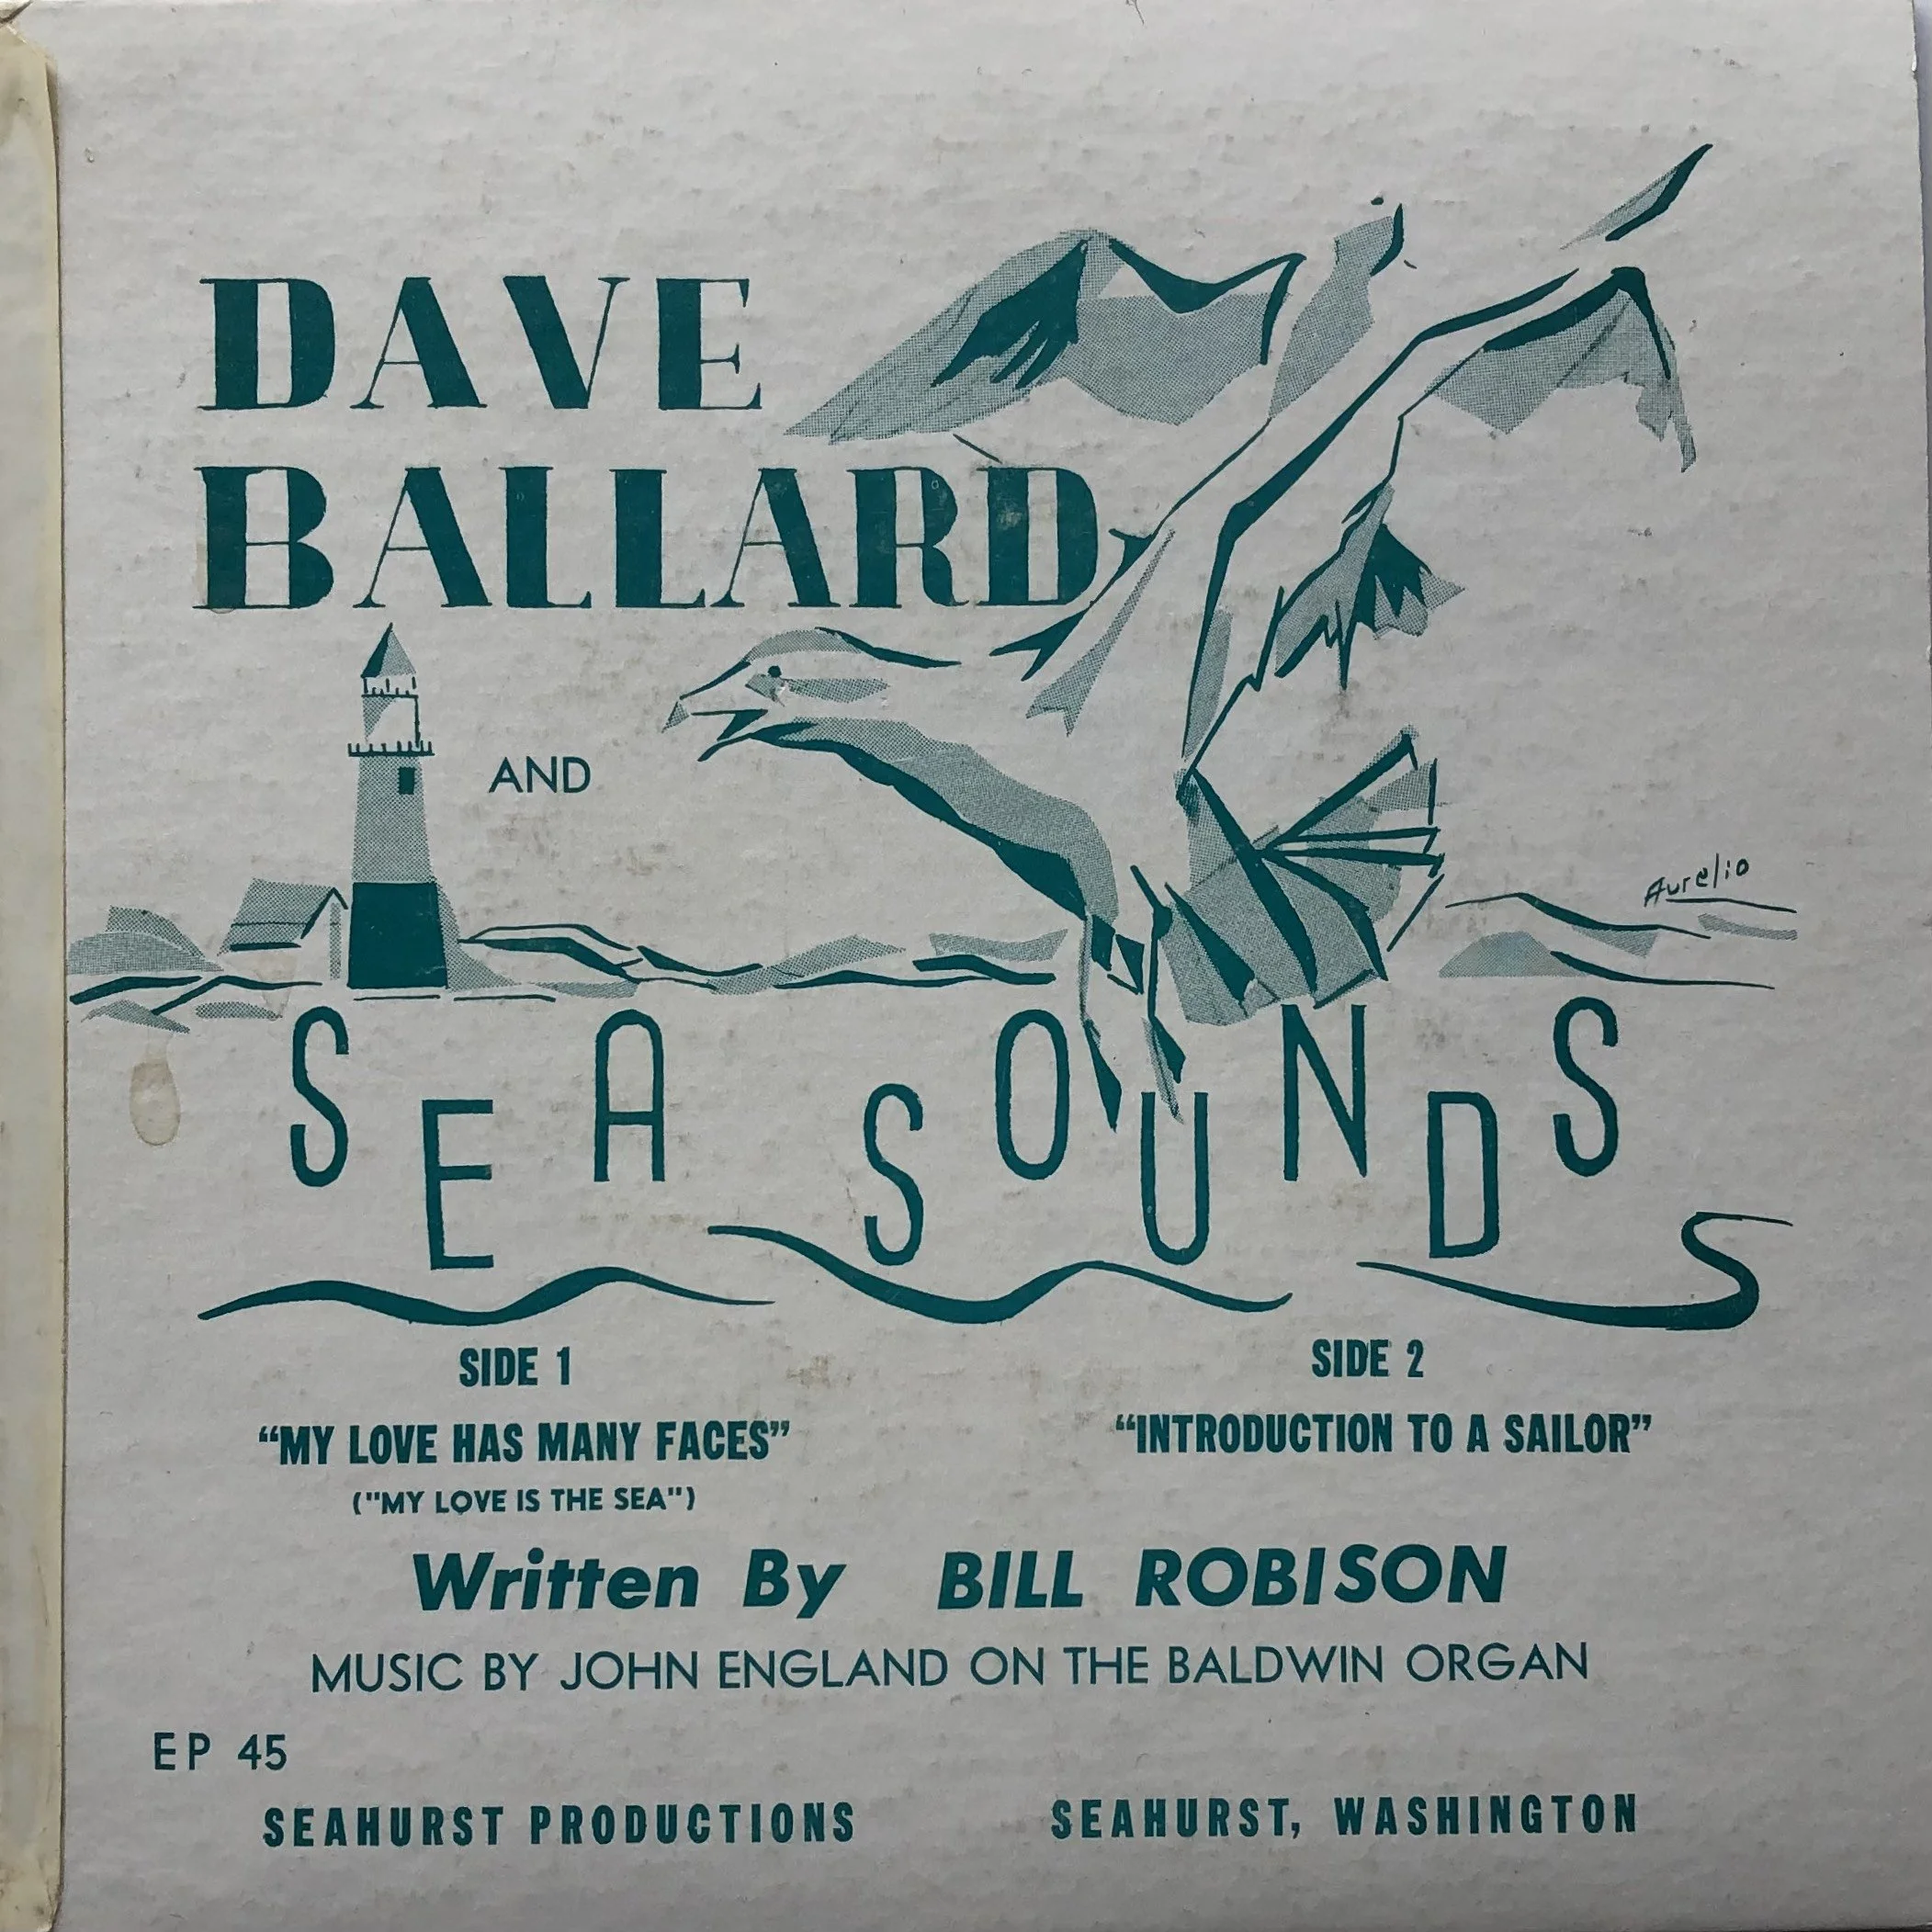 DAVE
BALLARD
AND
Aurelio
SEA SOUNDS
SIDE 1
"MY LOVE HAS MANY FACES"
("MY LOVE IS THE SEA")
SIDE 2
"INTRODUCTION TO A SAILOR"
Written By BILL ROBISON
MUSIC BY JOHN ENGLAND ON THE BALDWIN ORGAN
EP 45
SEAHURST PRODUCTIONS
SEAHURST, WASHINGTON